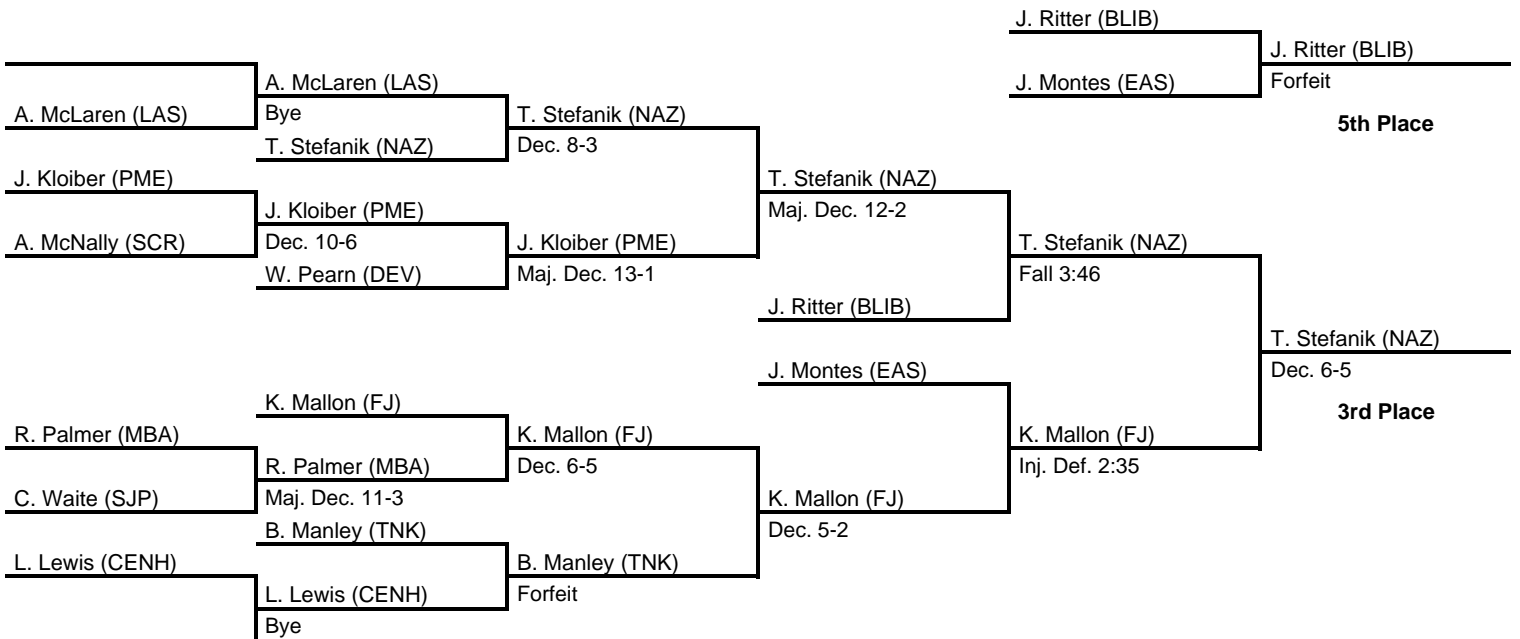 J. Ritter (BLIB)
J. Ritter (BLIB)
A. McLaren (LAS)
J. Montes (EAS)
Forfeit
A. McLaren (LAS)
Bye
T. Stefanik (NAZ)
5th Place
T. Stefanik (NAZ)
Dec. 8-3
J. Kloiber (PME)
T. Stefanik (NAZ)
J. Kloiber (PME)
Maj. Dec. 12-2
A. McNally (SCR)
Dec. 10-6
J. Kloiber (PME)
T. Stefanik (NAZ)
W. Pearn (DEV)
Maj. Dec. 13-1
Fall 3:46
J. Ritter (BLIB)
T. Stefanik (NAZ)
J. Montes (EAS)
Dec. 6-5
K. Mallon (FJ)
3rd Place
R. Palmer (MBA)
K. Mallon (FJ)
K. Mallon (FJ)
R. Palmer (MBA)
Dec. 6-5
Inj. Def. 2:35
C. Waite (SJP)
Maj. Dec. 11-3
K. Mallon (FJ)
B. Manley (TNK)
Dec. 5-2
L. Lewis (CENH)
B. Manley (TNK)
L. Lewis (CENH)
Forfeit
Bye